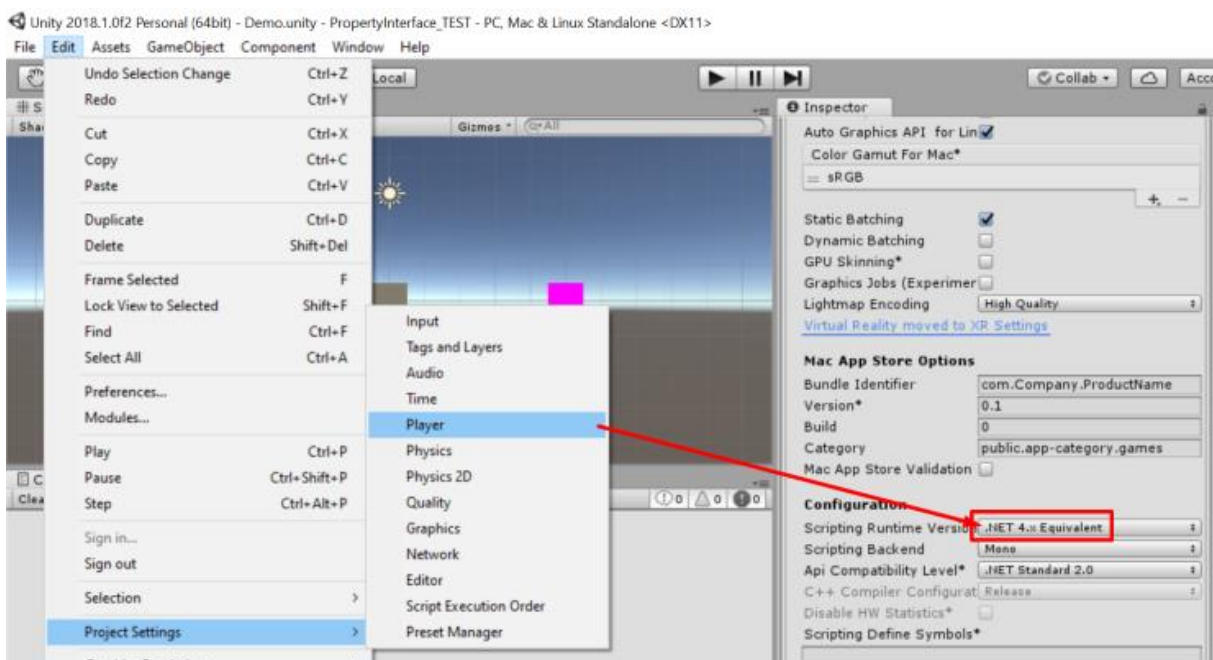 Unity 2018.1.0f2 Personal (64bit) - Demo.unity - PropertyInterface_TEST - PC, Mac & Linux Standalone <DX11>
File Edit Assets GameObject Component Window Help
Local
Collab
Undo Selection Change Ctrl+Z
Redo Ctrl+Y
Cut Ctrl+X
Copy Ctrl+C
Paste Ctrl+V
Duplicate Ctrl+D
Delete Shift+Del
Frame Selected F
Lock View to Selected Shift+F
Find Ctrl+F
Select All Ctrl+A
Preferences...
Modules...
Play Ctrl+P
Pause Ctrl+Shift+P
Step Ctrl+Alt+P
Sign in...
Sign out
Selection >
Project Settings >
Input
Tags and Layers
Audio
Time
Player
Physics
Physics 2D
Quality
Graphics
Network
Editor
Script Execution Order
Preset Manager
Gizmos All
0 0 0
Inspector
Auto Graphics API for Lin
Color Gamut For Mac*
= sRGB
+ -
Static Batching
Dynamic Batching
GPU Skinning*
Graphics Jobs (Experimer
Lightmap Encoding High Quality
Virtual Reality moved to XR Settings
Mac App Store Options
Bundle Identifier com.Company.ProductName
Version* 0.1
Build 0
Category public.app-category.games
Mac App Store Validation
Configuration
Scripting Runtime Version .NET 4.x Equivalent
Scripting Backend Mono
Api Compatibility Level* .NET Standard 2.0
C++ Compiler Configurat Release
Disable HW Statistics*
Scripting Define Symbols*